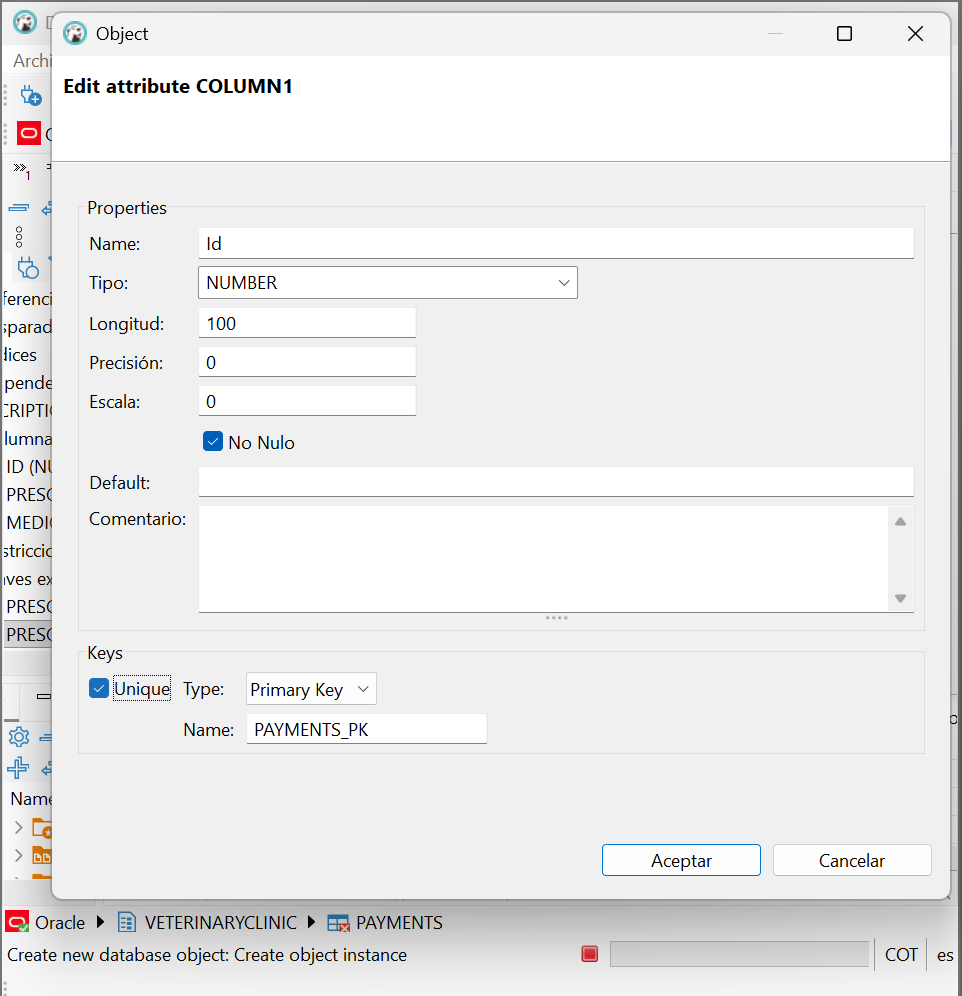 Object
Archi
Edit attribute COLUMN1
Properties
Name: Id
Tipo: NUMBER
Longitud: 100
Precisión: 0
Escala: 0
No Nulo
Default:
Comentario:
ferenci
sparad
dices
pende
CRIPTI
lumna
ID (NU
PRESC
MEDIC
striccio
aves ex
PRESC
PRESC
Keys
Unique Type: Primary Key
Name: PAYMENTS_PK
Name
Aceptar Cancelar
Oracle VETERINARYCLINIC PAYMENTS
Create new database object: Create object instance COT es